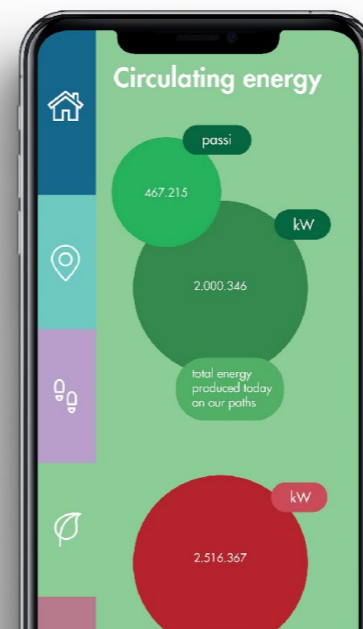 Circulating energy
passi
467.215
kW
2.000.346
total energy
produced today
on our paths
kW
2.516.367